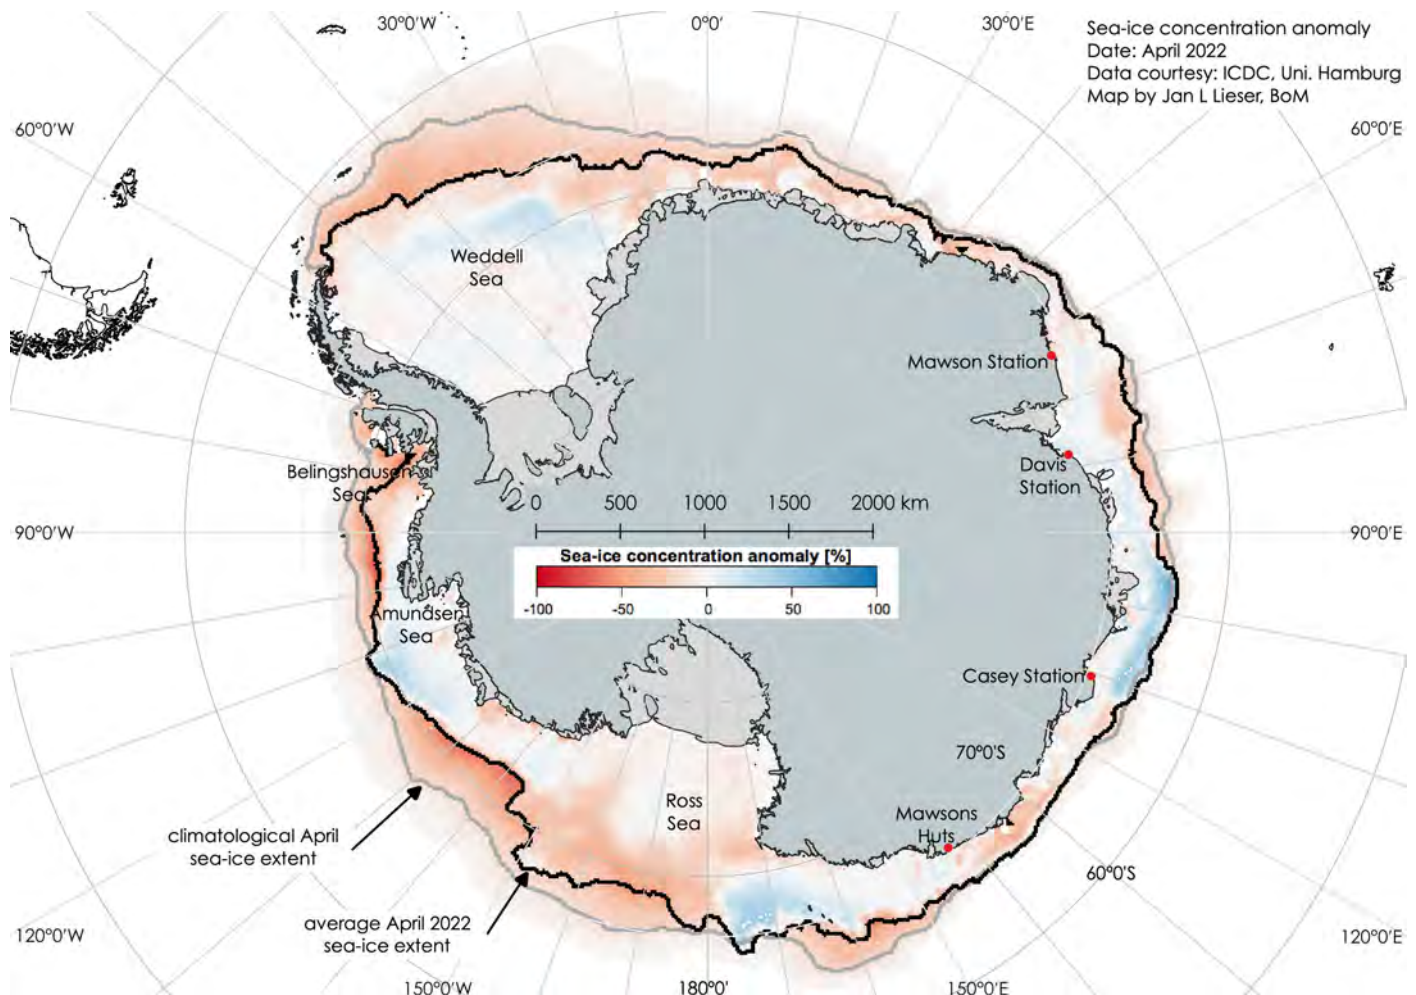 30°0'W
0°0'
30°0'E
Sea-ice concentration anomaly
Date: April 2022
Data courtesy: ICDC, Uni. Hamburg
Map by Jan L Lieser, BoM
60°0'W
60°0'E
Weddell
Sea
Mawson Station
Belingshausen
Sea
Davis
Station
0 500 1000 1500 2000 km
90°0'W
90°0'E
Sea-ice concentration anomaly [%]
-100 -50 0 50 100
Amundsen
Sea
Casey Station
70°0'S
Ross
Sea
Mawsons
Huts
climatological April
sea-ice extent
60°0'S
average April 2022
sea-ice extent
120°0'W
120°0'E
150°0'W
180°0'
150°0'E